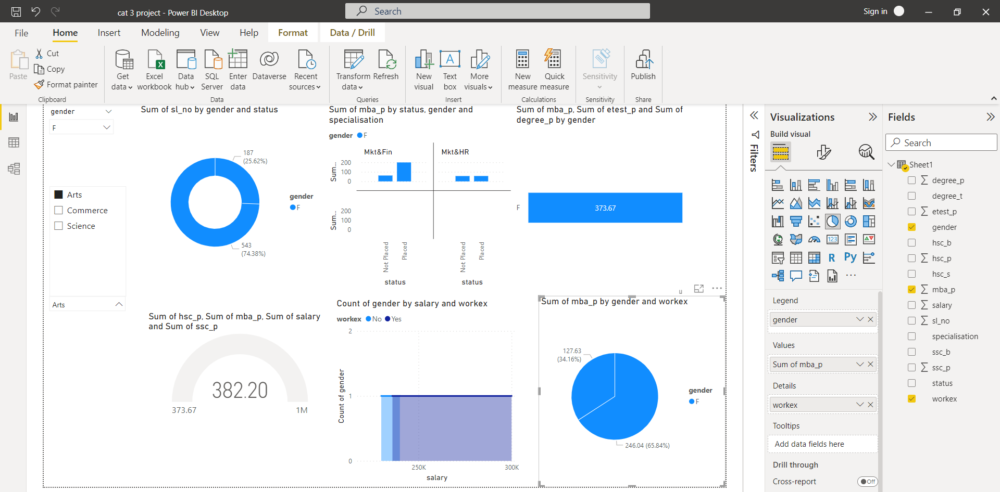 cat 3 project - Power BI Desktop
Search
Sign in
File
Home
Insert
Modeling
View
Help
Format
Data / Drill
Paste
Cut
Copy
Format painter
Clipboard
Get data
Excel workbook
Data hub
SQL Server
Enter data
Dataverse
Recent sources
Data
Transform data
Refresh
Queries
New visual
Text box
More visuals
Insert
New measure
Quick measure
Calculations
Sensitivity
Sensitivity
Publish
Share
gender
F
Arts
Commerce
Science
Arts
Sum of sl_no by gender and status
187
(25.62%)
gender
F
543
(74.38%)
Sum of mba_p by status, gender and
specialisation
gender F
Mkt&Fin
Mkt&HR
Sum...
200
100
0
Sum...
200
100
0
Not Placed
Placed
Not Placed
Placed
status
status
Sum of mba_p, Sum of etest_p and Sum of
degree_p by gender
F
373.67
Sum of hsc_p, Sum of mba_p, Sum of salary
and Sum of ssc_p
382.20
373.67
1M
Count of gender by salary and workex
workex No Yes
Count of gender
2
1
0
250K
300K
salary
Sum of mba_p by gender and workex
127.63
(34.16%)
gender
F
246.04 (65.84%)
Filters
Visualizations
Build visual
123
R
Py
Legend
gender
Values
Sum of mba_p
Details
workex
Tooltips
Add data fields here
Drill through
Cross-report
Off
Fields
Search
Sheet1
degree_p
degree_t
etest_p
gender
hsc_b
hsc_p
hsc_s
mba_p
salary
sl_no
specialisation
ssc_b
ssc_p
status
workex